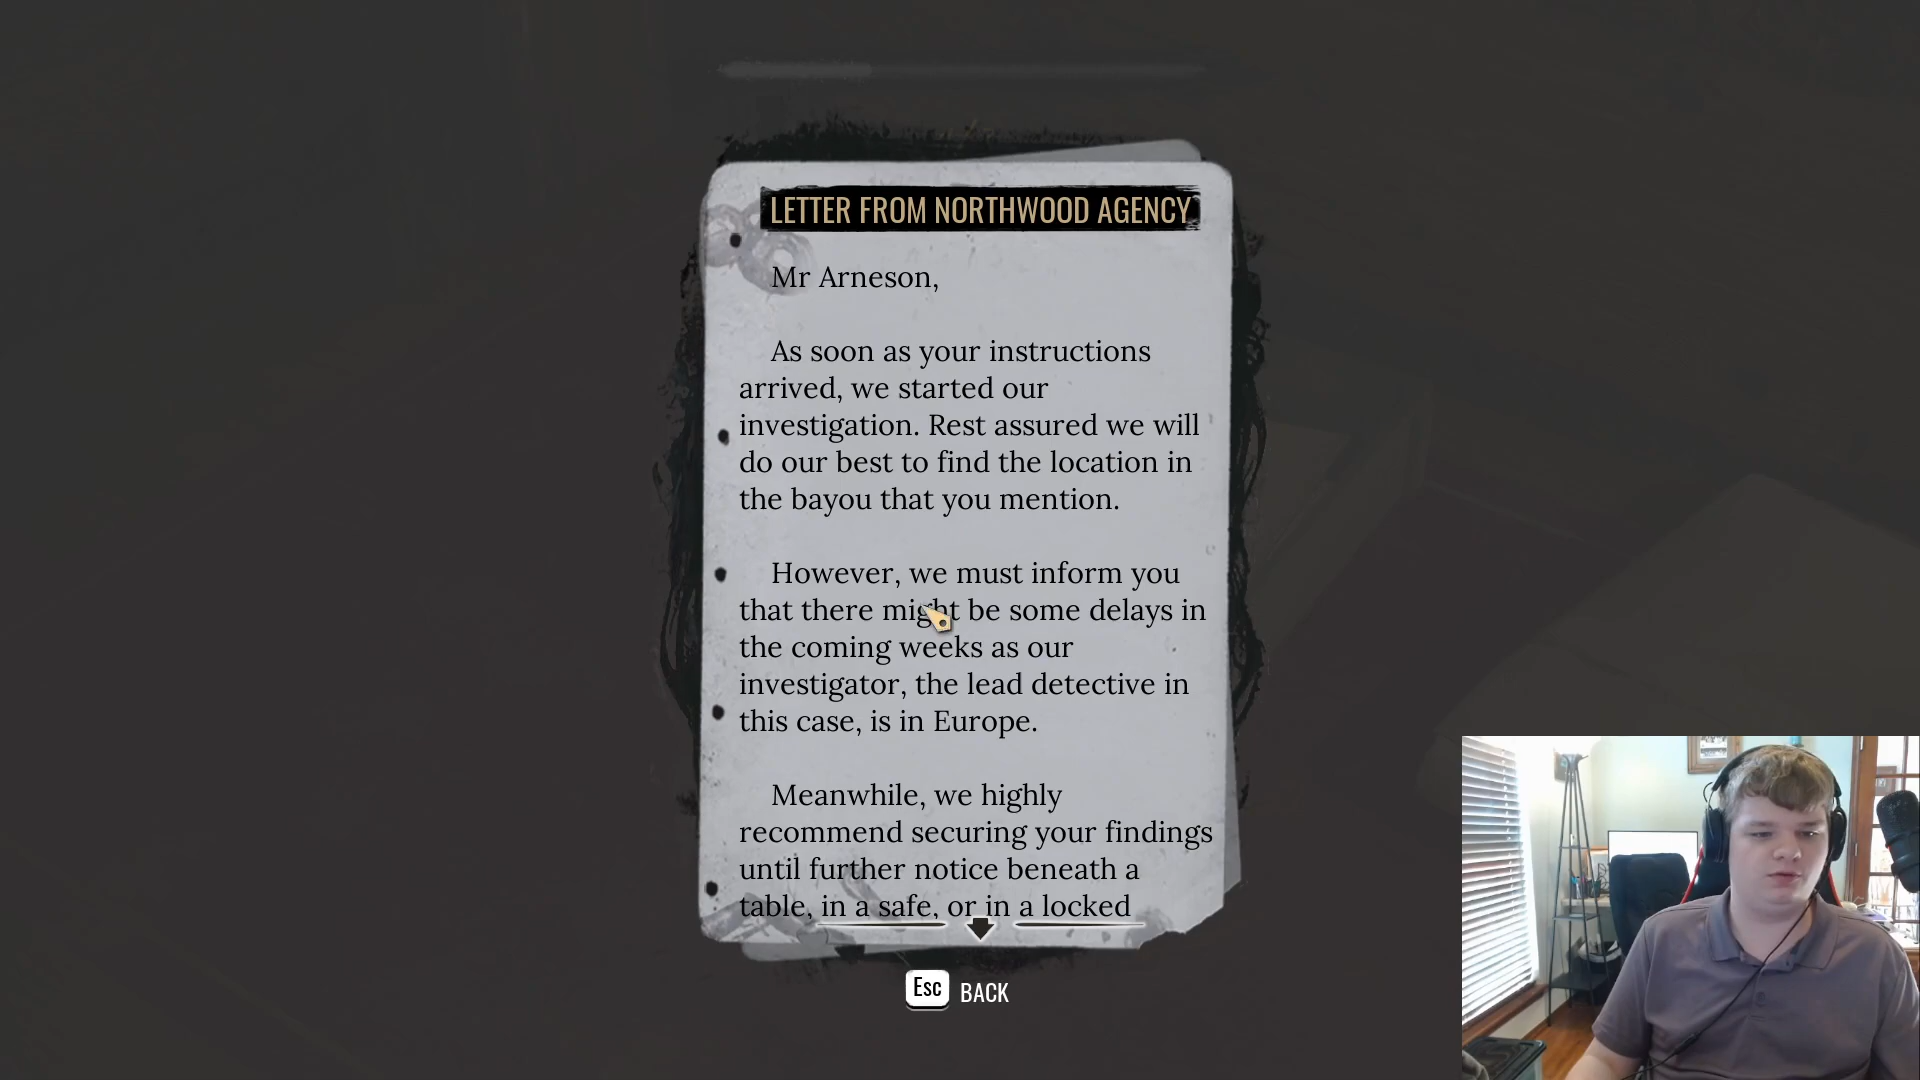 LETTER FROM NORTHWOOD AGENCY
Mr Arneson,
As soon as your instructions
arrived, we started our
investigation. Rest assured we will
do our best to find the location in
the bayou that you mention.
However, we must inform you
that there might be some delays in
the coming weeks as our
investigator, the lead detective in
this case, is in Europe.
Meanwhile, we highly
recommend securing your findings
until further notice beneath a
table, in a safe, or in a locked
Esc BACK